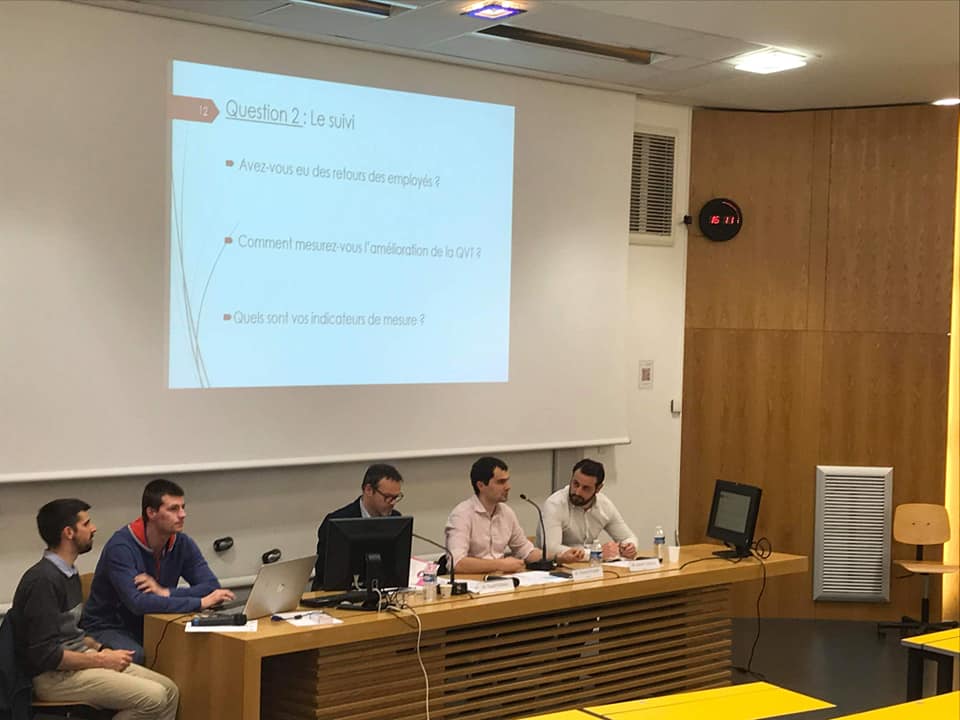 12
Question 2 : Le suivi
Avez-vous eu des retours des employés ?
Comment mesurez-vous l'amélioration de la QVT ?
Quels sont vos indicateurs de mesure ?